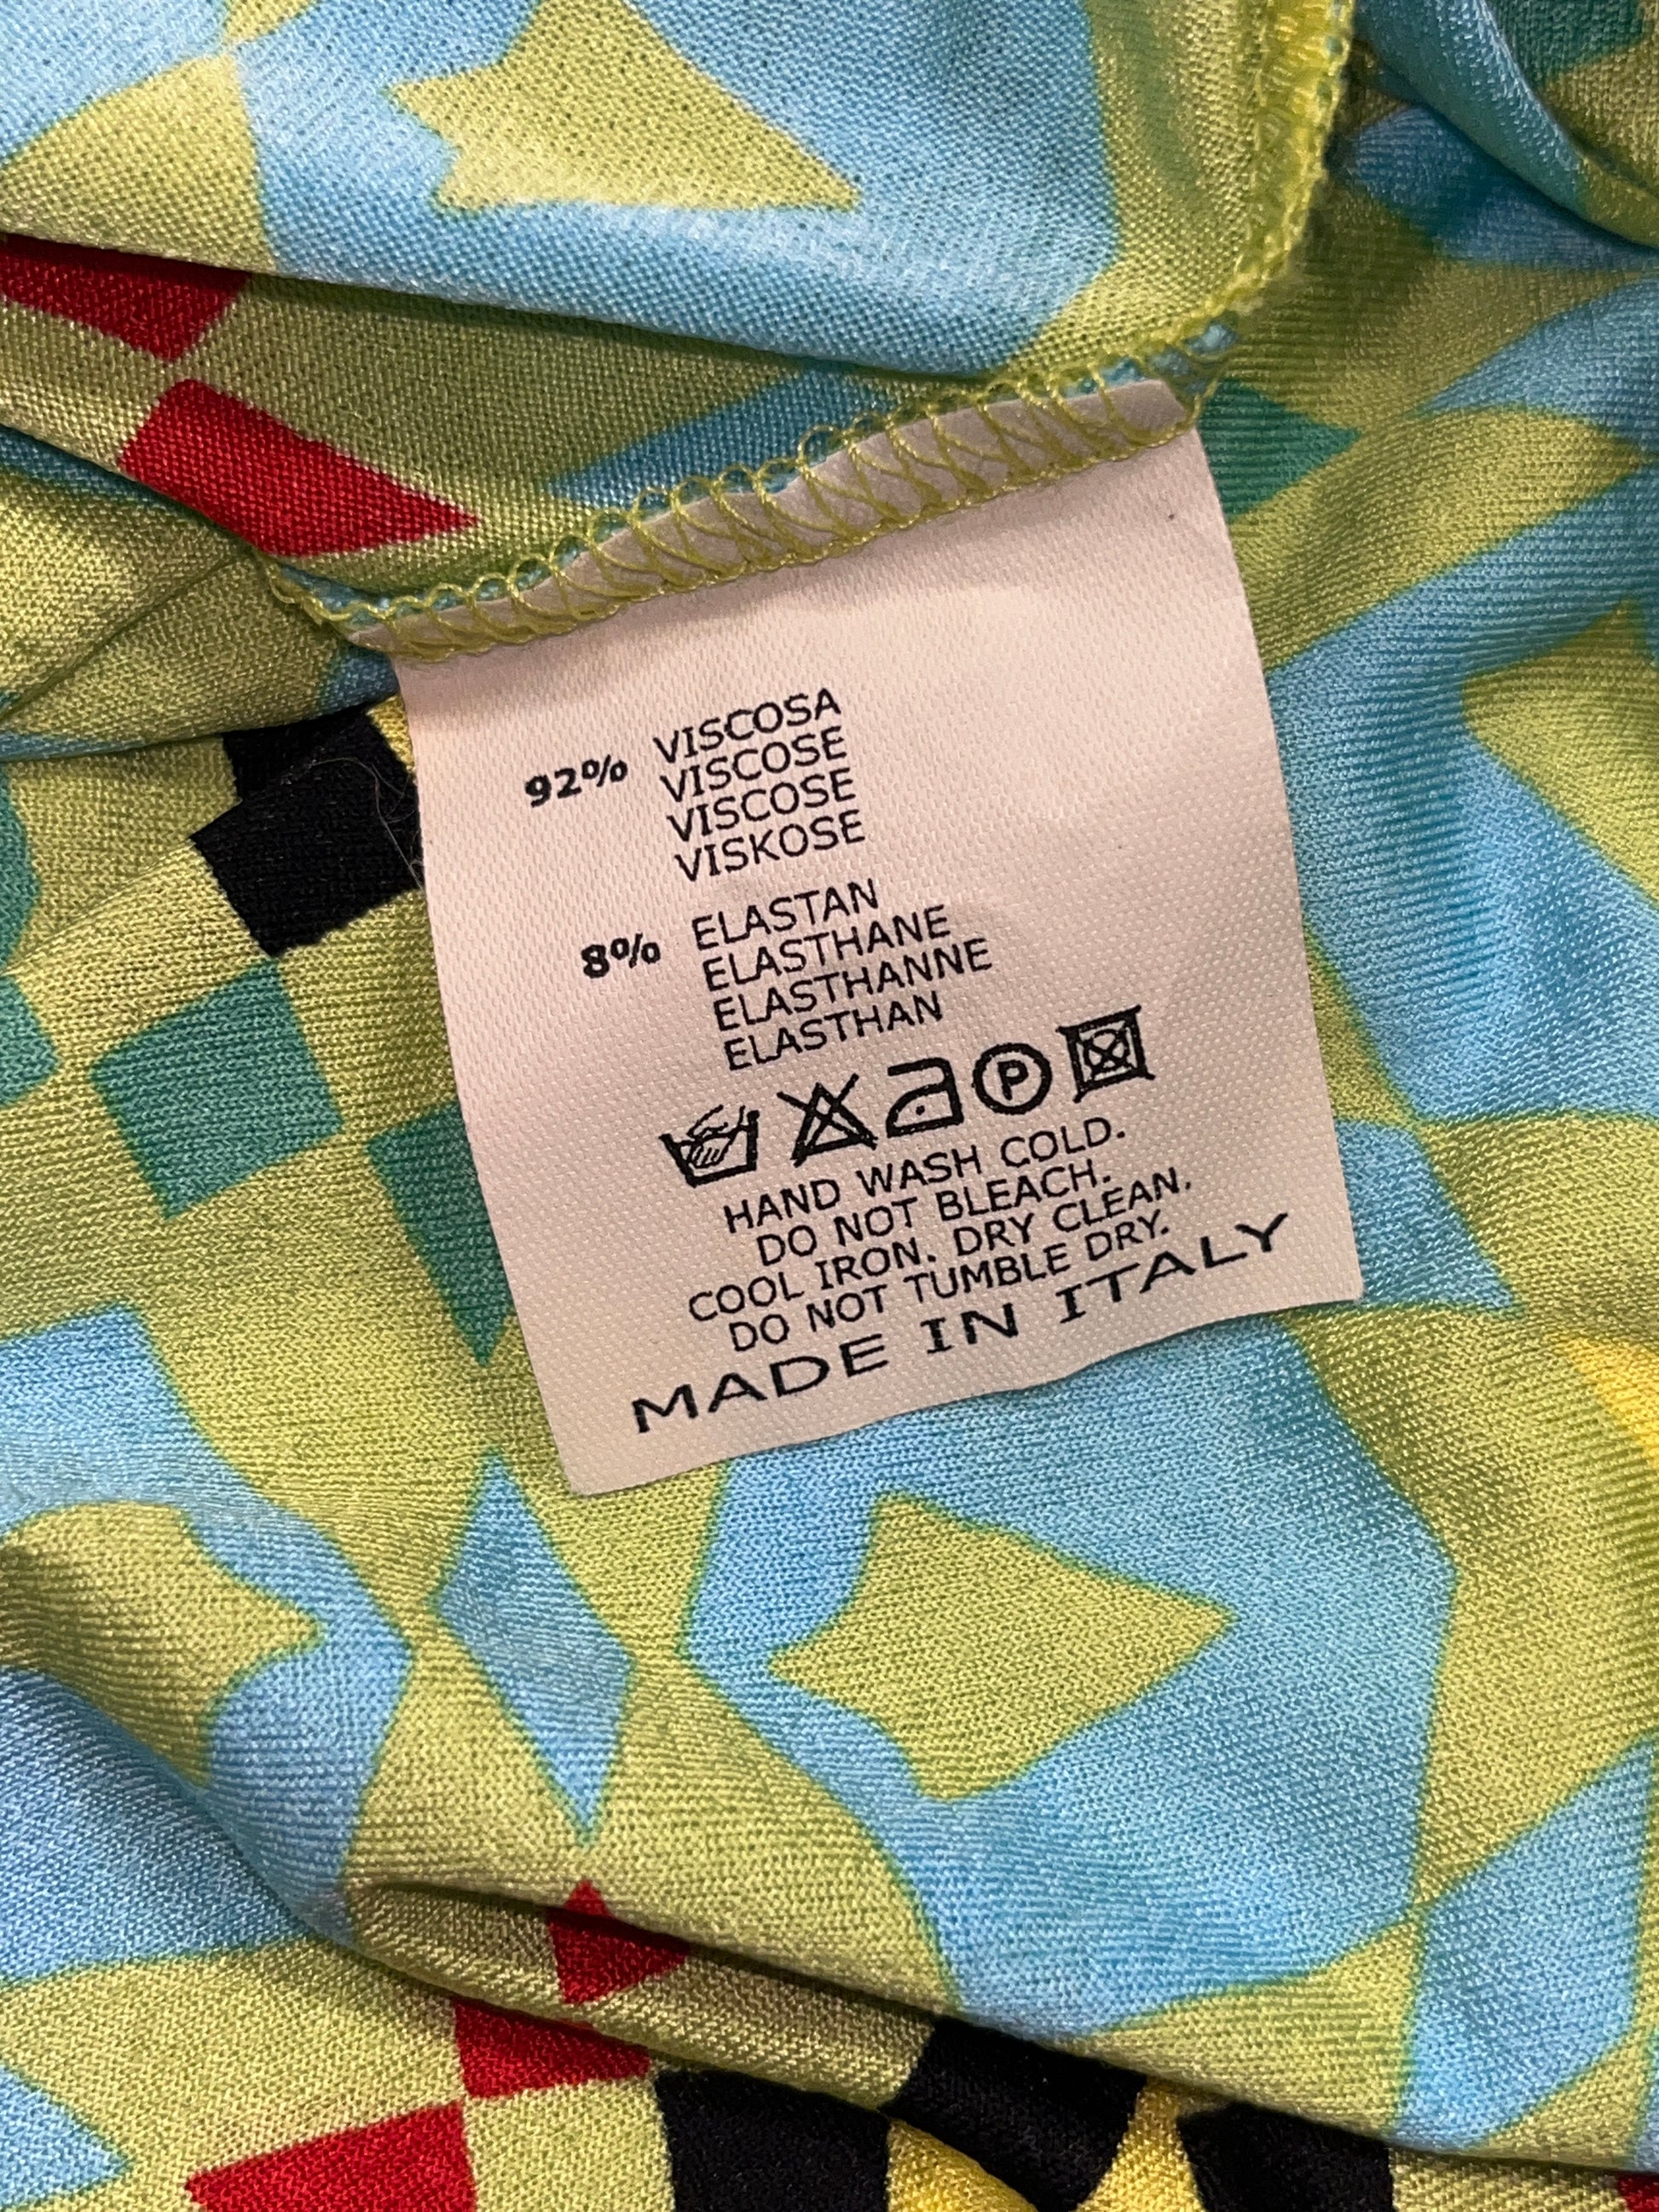 92% VISCOSA
VISCOSE
VISCOSE
VISKOSE
8% ELASTAN
ELASTHANE
ELASTHANNE
ELASTHAN
P
HAND WASH COLD.
DO NOT BLEACH.
COOL IRON. DRY CLEAN.
DO NOT TUMBLE DRY.
MADE IN ITALY